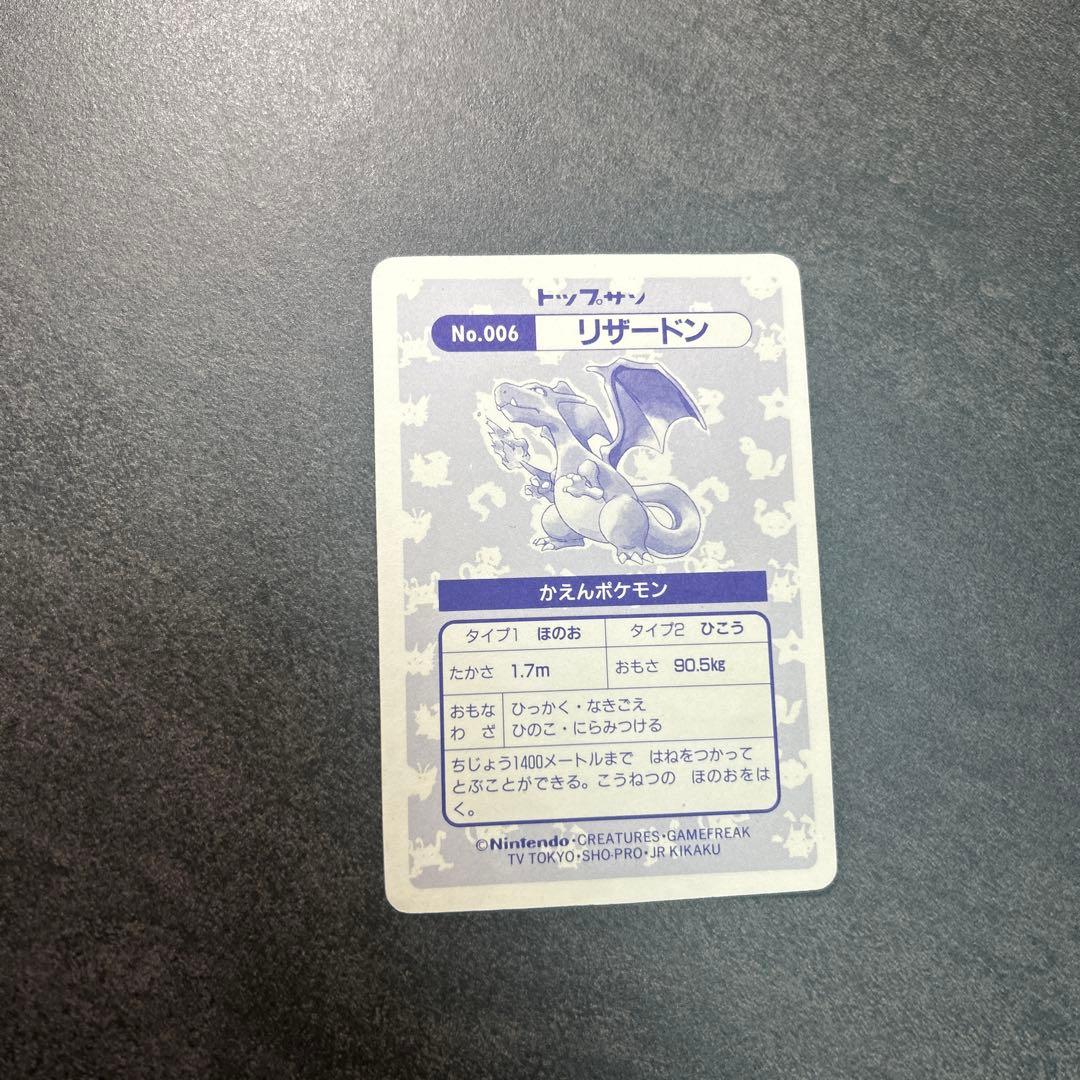 トップサン
No.006 リザードン
かえんポケモン
タイプ1 ほのお タイプ2 ひこう
たかさ 1.7m おもさ 90.5kg
おもな ひっかく・なきごえ
わ ざ ひのこ・にらみつける
ちじょう1400メートルまで はねをつかって
とぶことができる。こうねつの ほのおをは
く。
©Nintendo・CREATURES・GAMEFREAK
TV TOKYO・SHO-PRO・JR KIKAKU